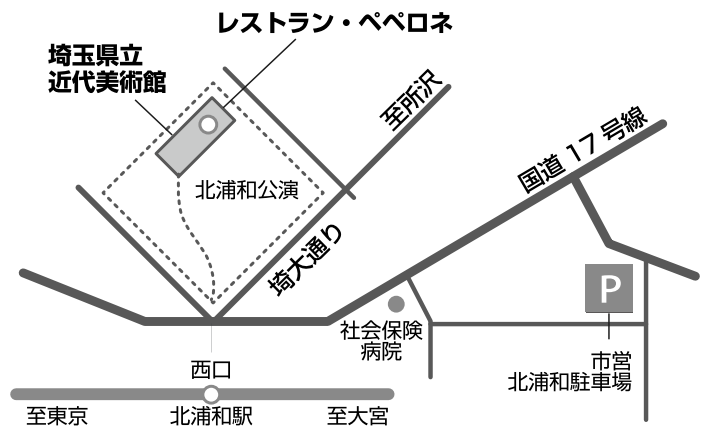 レストラン・ペペロネ
埼玉県立
近代美術館
至所沢
国道17号線
北浦和公演
埼大通り
P
社会保険
病院
西口
市営
北浦和駐車場
至東京
北浦和駅
至大宮